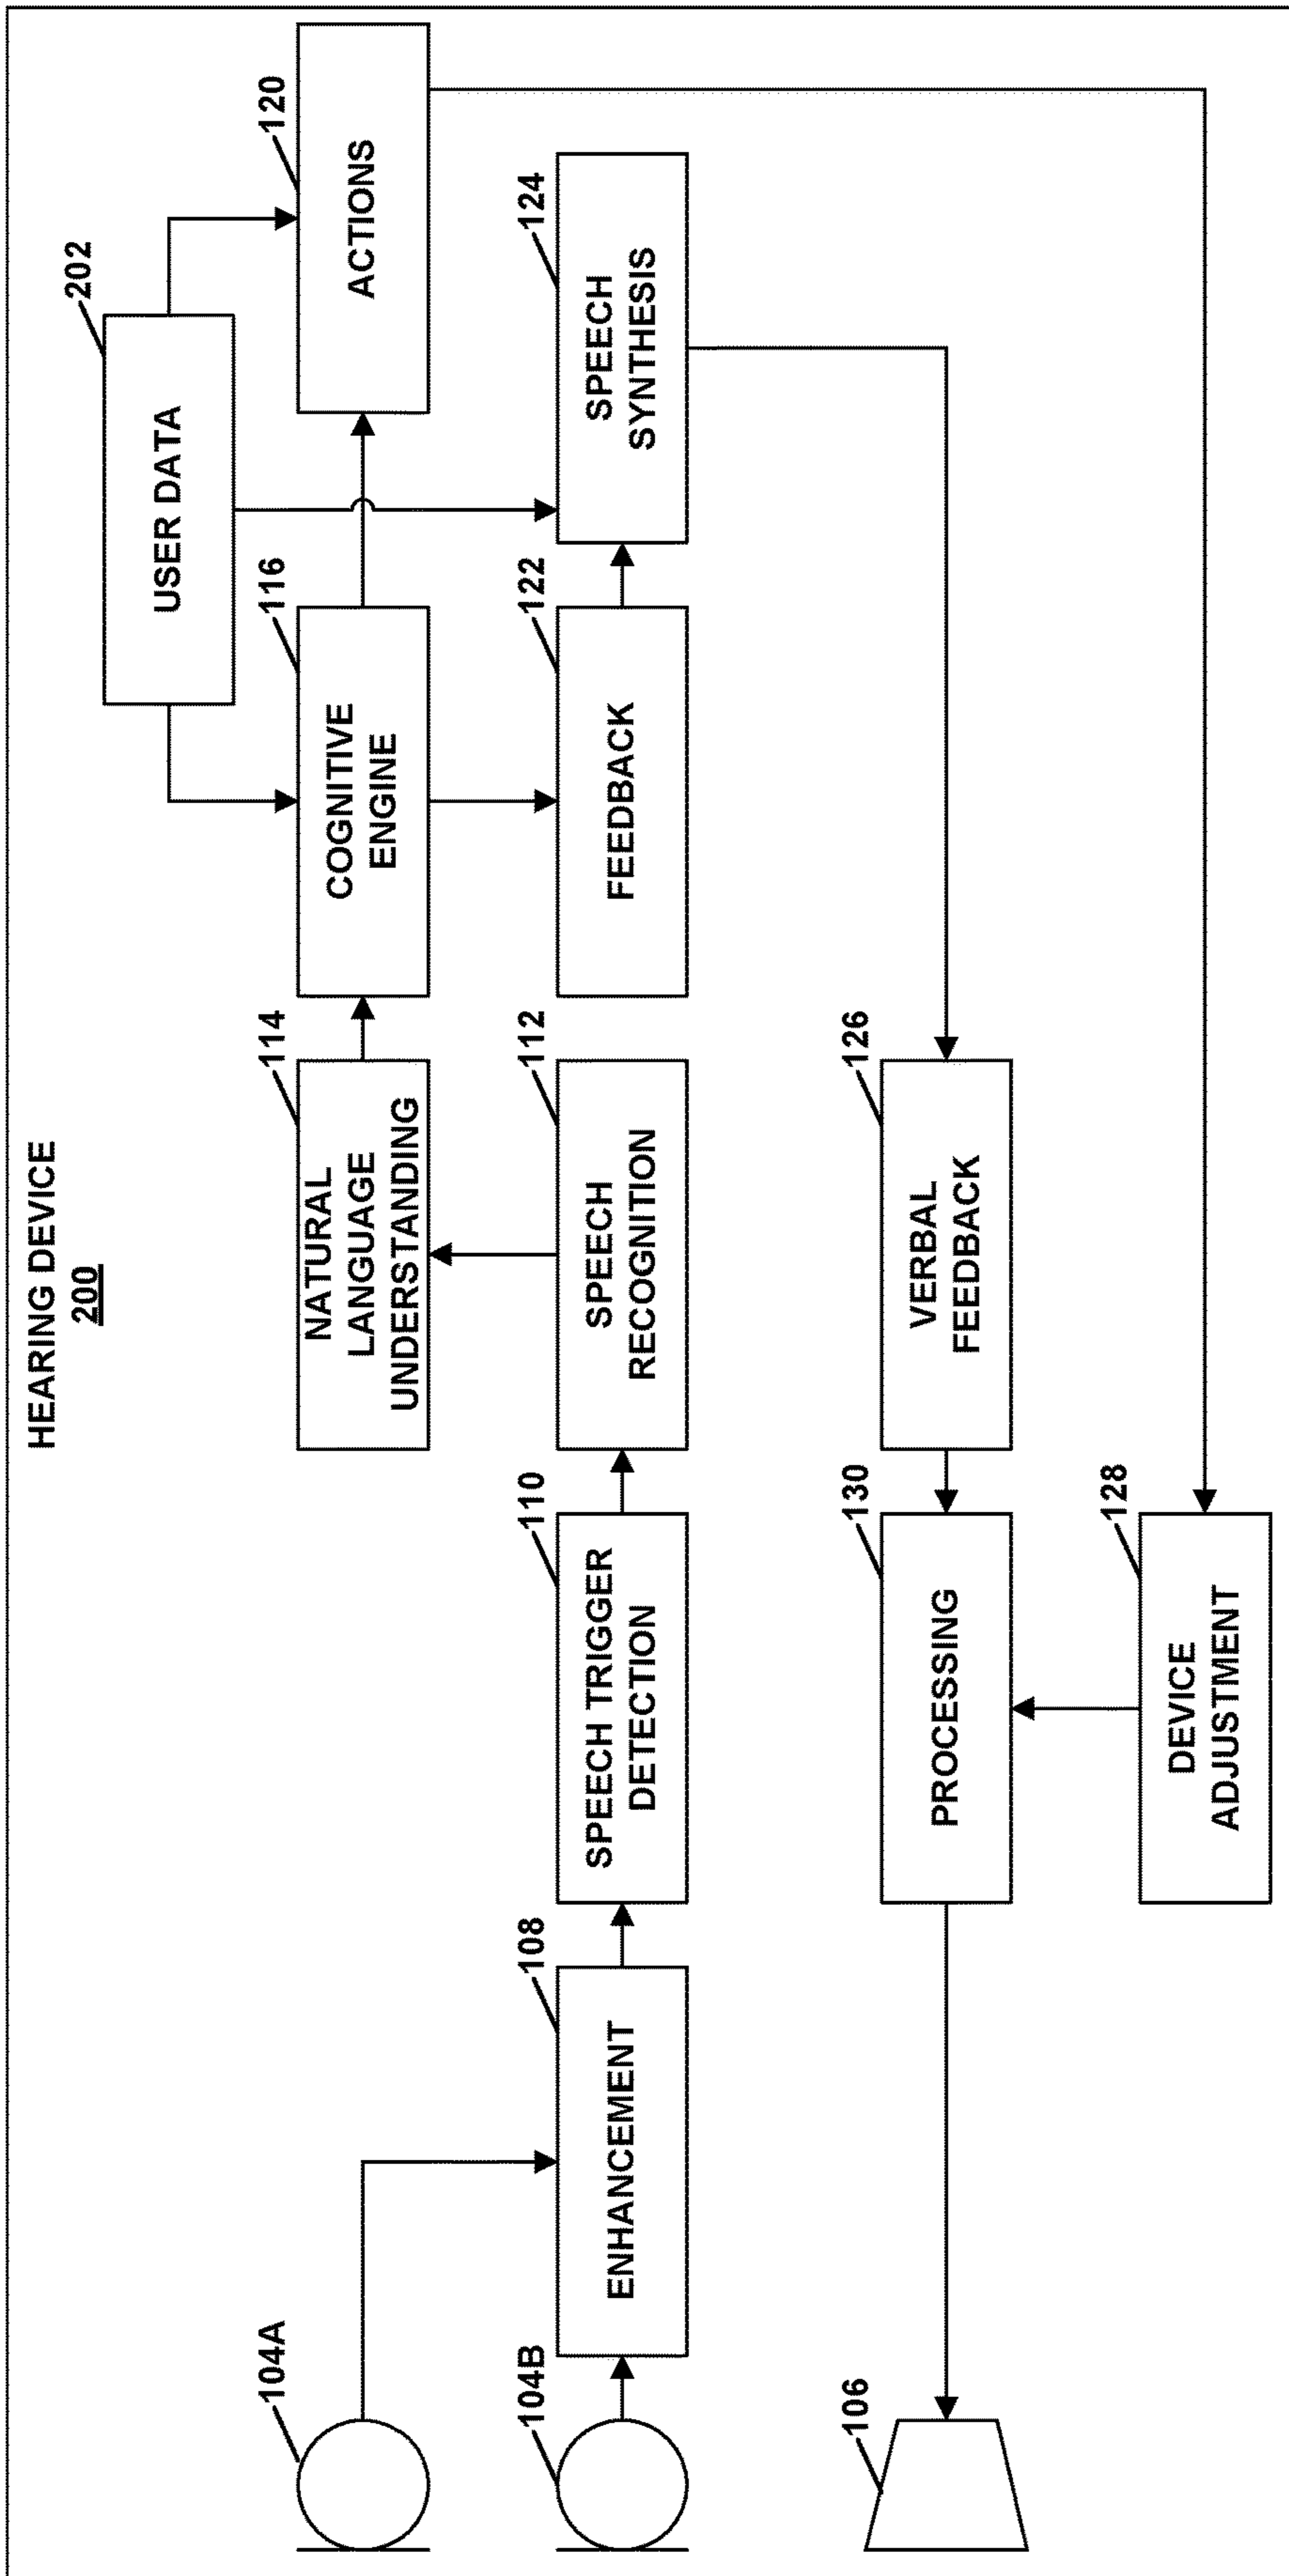 HEARING DEVICE
200
202
USER DATA
104A
114
NATURAL
LANGUAGE
UNDERSTANDING
116
COGNITIVE
ENGINE
120
ACTIONS
104B
108
ENHANCEMENT
110
SPEECH TRIGGER
DETECTION
112
SPEECH
RECOGNITION
122
FEEDBACK
124
SPEECH
SYNTHESIS
106
130
PROCESSING
126
VERBAL
FEEDBACK
128
DEVICE
ADJUSTMENT